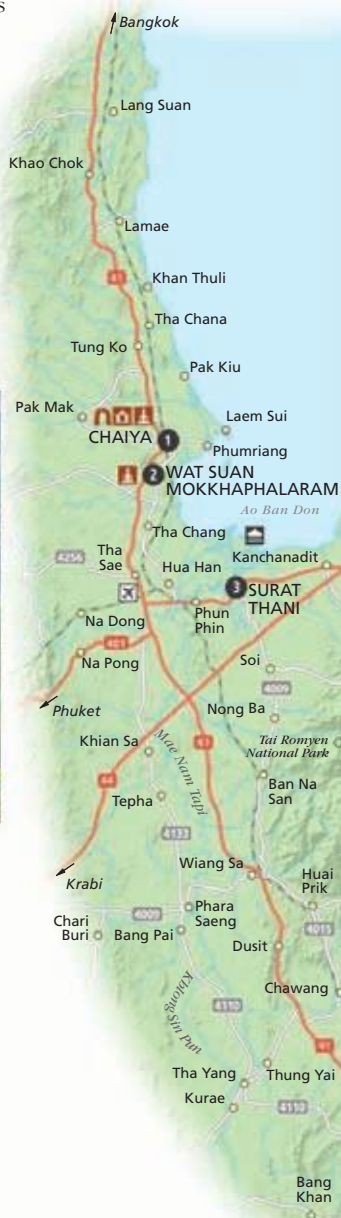 s
Bangkok
Lang Suan
Khao Chok
Lamae
41
Khan Thuli
Tha Chana
Tung Ko
Pak Kiu
Pak Mak
Laem Sui
CHAIYA 1
Phumriang
2 WAT SUAN
MOKKHAPHALARAM
Ao Ban Don
Tha Chang
4256
Tha
Sae
Hua Han
Kanchanadit
3 SURAT
THANI
Na Dong
Phun
Phin
401
Na Pong
Soi
4009
Phuket
Nong Ba
Khian Sa
41
Mae Nam Tapi
Tai Romyen
National Park
44
Ban Na
San
Tepha
4133
Wiang Sa
Krabi
Huai
Prik
4009
Phara
Saeng
Chari
Buri
Bang Pai
4015
Dusit
Khlong
Sin Pun
Chawang
4110
41
Tha Yang
Thung Yai
Kurae
4110
Bang
Khan